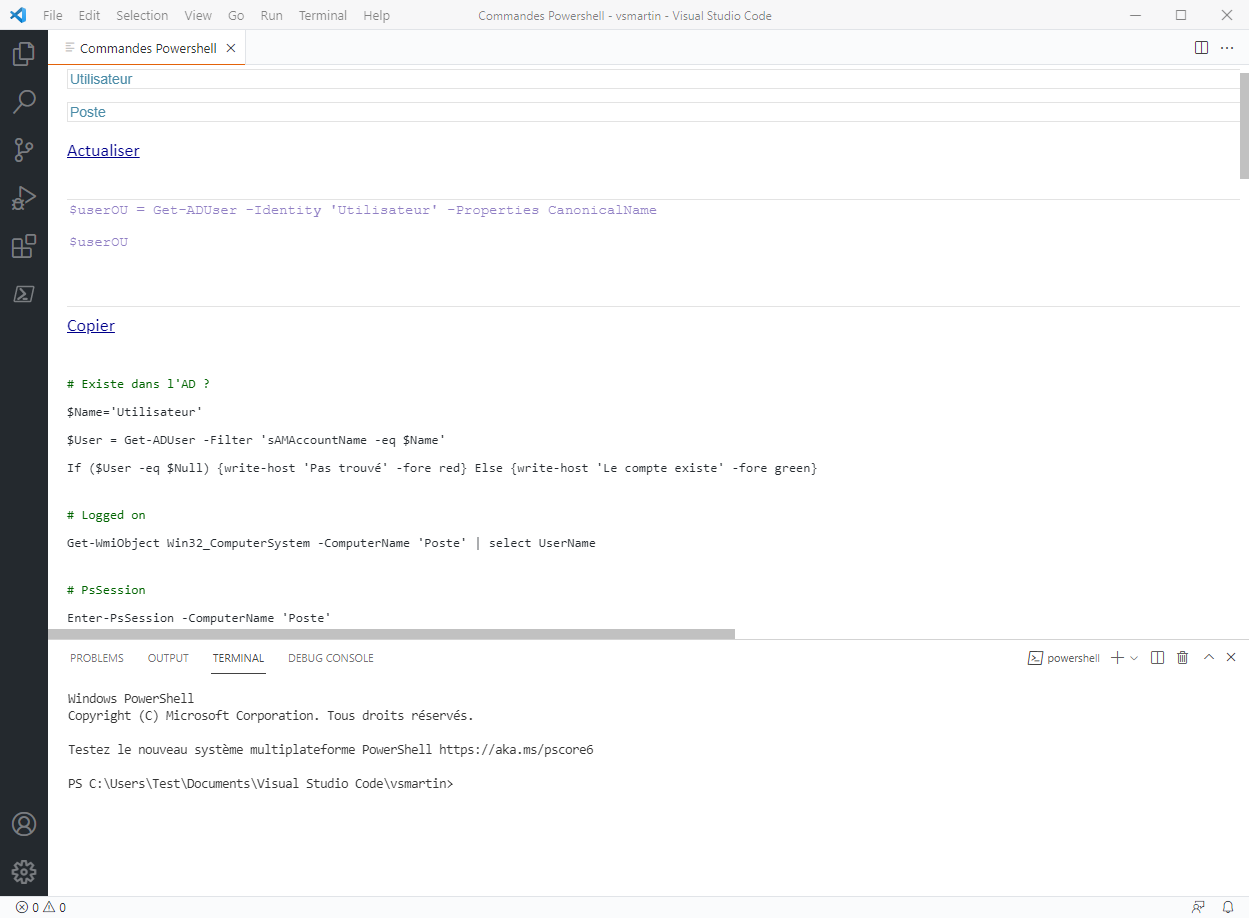 File Edit Selection View Go Run Terminal Help
Commandes Powershell - vsmartin - Visual Studio Code
Commandes Powershell
Utilisateur
Poste
Actualiser
$userOU = Get-ADUser -Identity 'Utilisateur' -Properties CanonicalName
$userOU
Copier
# Existe dans l'AD ?
$Name='Utilisateur'
$User = Get-ADUser -Filter 'sAMAccountName -eq $Name'
If ($User -eq $Null) {write-host 'Pas trouvé' -fore red} Else {write-host 'Le compte existe' -fore green}
# Logged on
Get-WmiObject Win32_ComputerSystem -ComputerName 'Poste' | select UserName
# PsSession
Enter-PsSession -ComputerName 'Poste'
PROBLEMS OUTPUT TERMINAL DEBUG CONSOLE
powershell
Windows PowerShell
Copyright (C) Microsoft Corporation. Tous droits réservés.
Testez le nouveau système multiplateforme PowerShell https://aka.ms/pscore6
PS C:\Users\Test\Documents\Visual Studio Code\vsmartin>
0 0